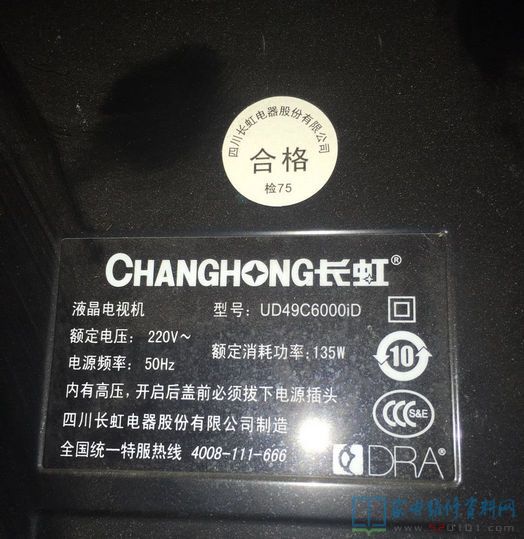 四川长虹电器股份有限公司
合格
检75
CHANGHONG长虹®
液晶电视机 型号: UD49C6000iD
额定电压: 220V~
额定消耗功率: 135W
电源频率: 50Hz
10
内有高压，开启后盖前必须拔下电源插头
CCC S&E
四川长虹电器股份有限公司制造
全国统一特服热线 4008-111-666
DRA®
家电维修资料网
www.520101.com